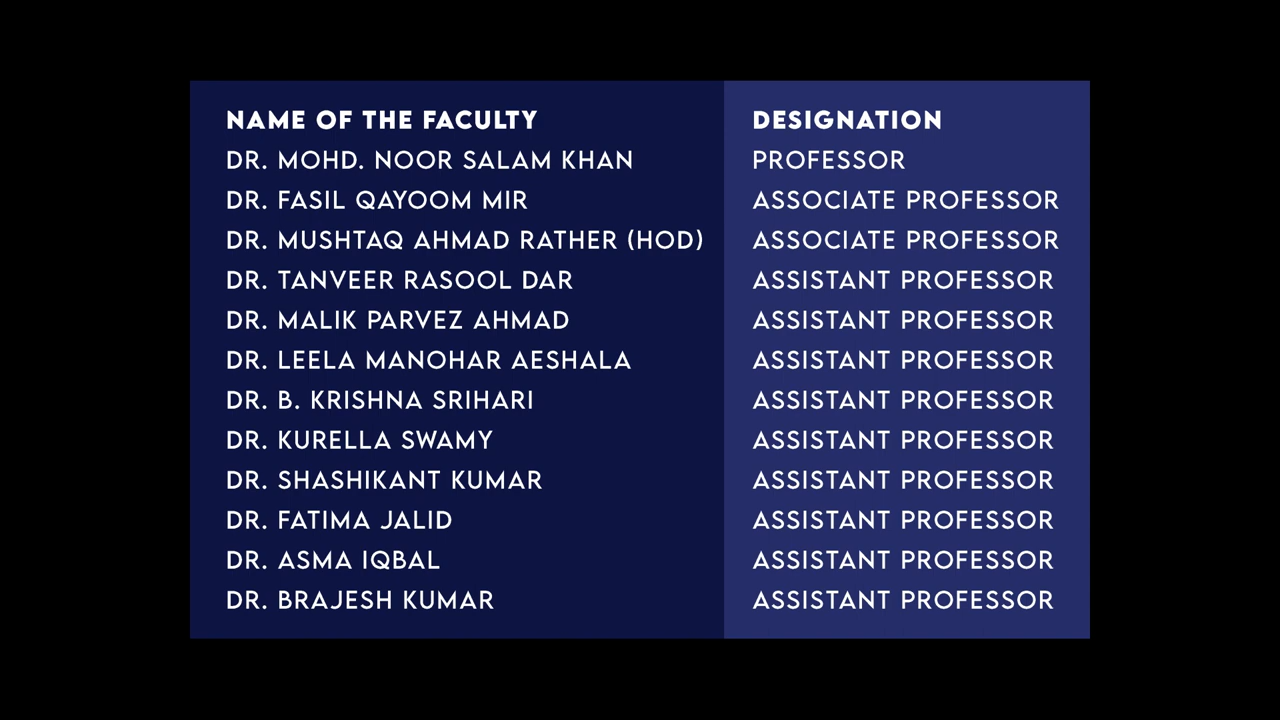 NAME OF THE FACULTY DESIGNATION
DR. MOHD. NOOR SALAM KHAN PROFESSOR
DR. FASIL QAYOOM MIR ASSOCIATE PROFESSOR
DR. MUSHTAQ AHMAD RATHER (HOD) ASSOCIATE PROFESSOR
DR. TANVEER RASOOL DAR ASSISTANT PROFESSOR
DR. MALIK PARVEZ AHMAD ASSISTANT PROFESSOR
DR. LEELA MANOHAR AESHALA ASSISTANT PROFESSOR
DR. B. KRISHNA SRIHARI ASSISTANT PROFESSOR
DR. KURELLA SWAMY ASSISTANT PROFESSOR
DR. SHASHIKANT KUMAR ASSISTANT PROFESSOR
DR. FATIMA JALID ASSISTANT PROFESSOR
DR. ASMA IQBAL ASSISTANT PROFESSOR
DR. BRAJESH KUMAR ASSISTANT PROFESSOR